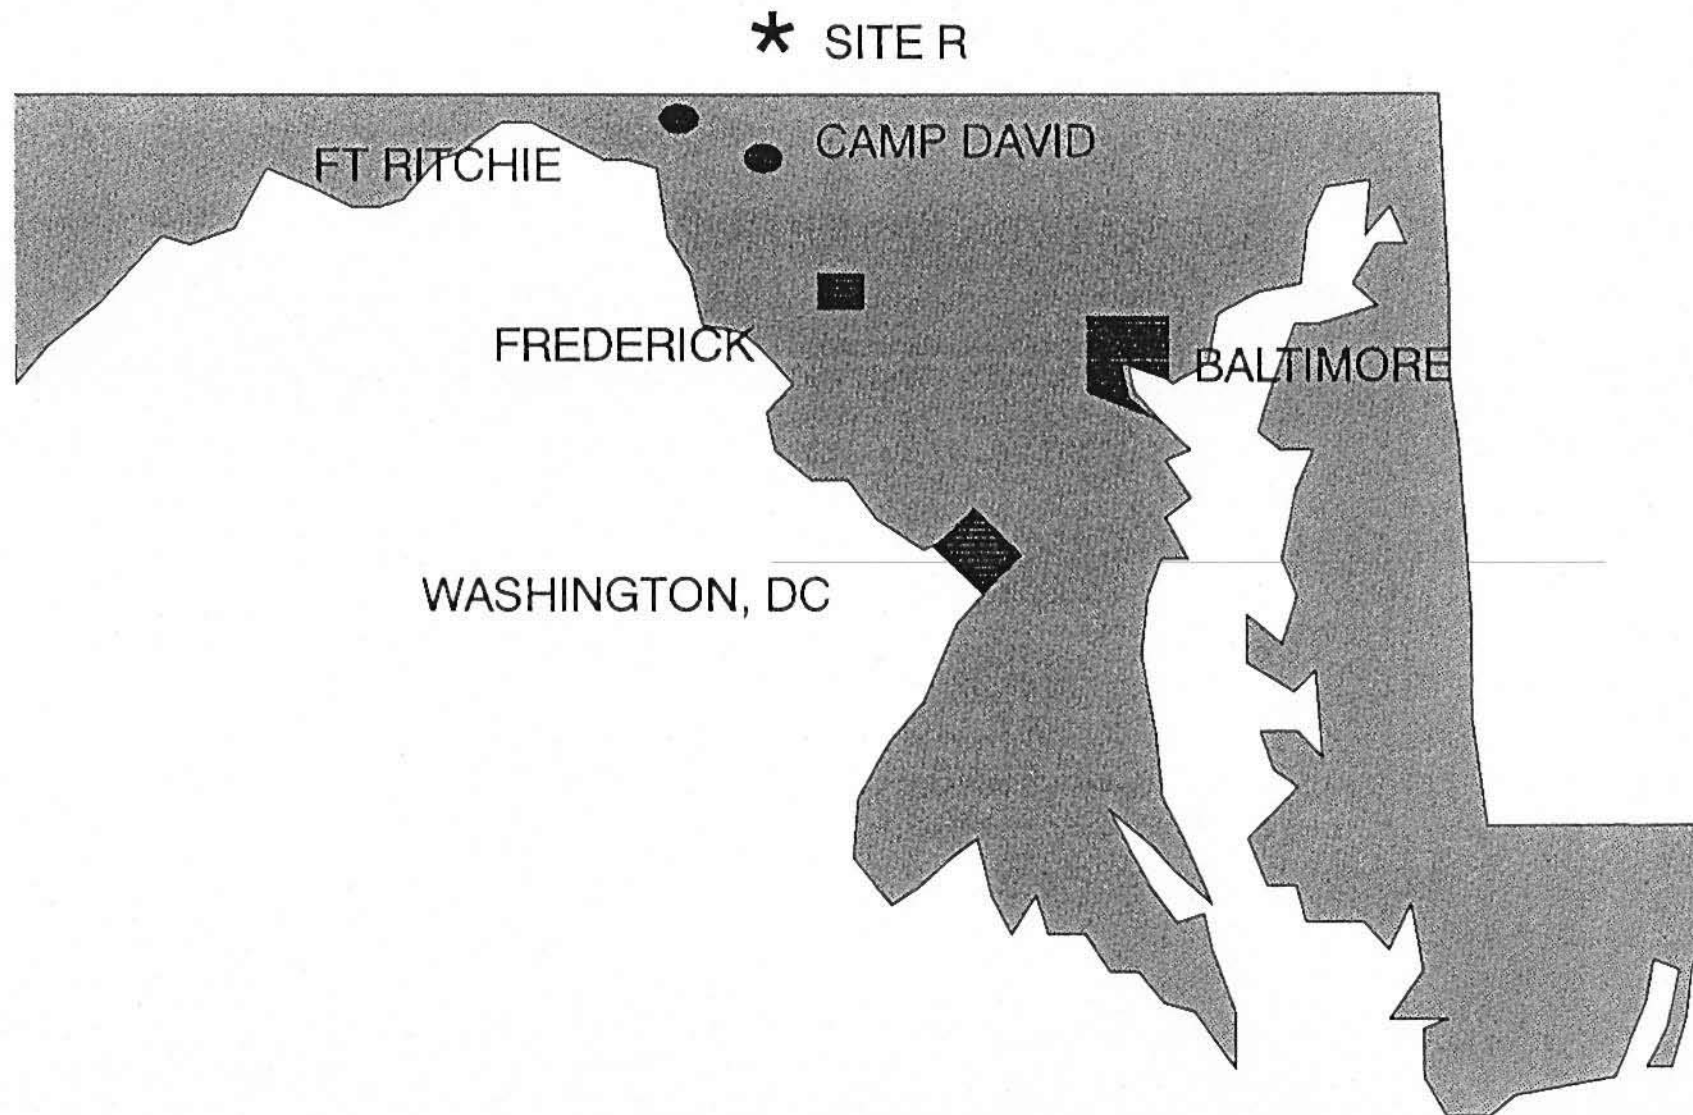 * SITE R
CAMP DAVID
FT RITCHIE
FREDERICK
BALTIMORE
WASHINGTON, DC